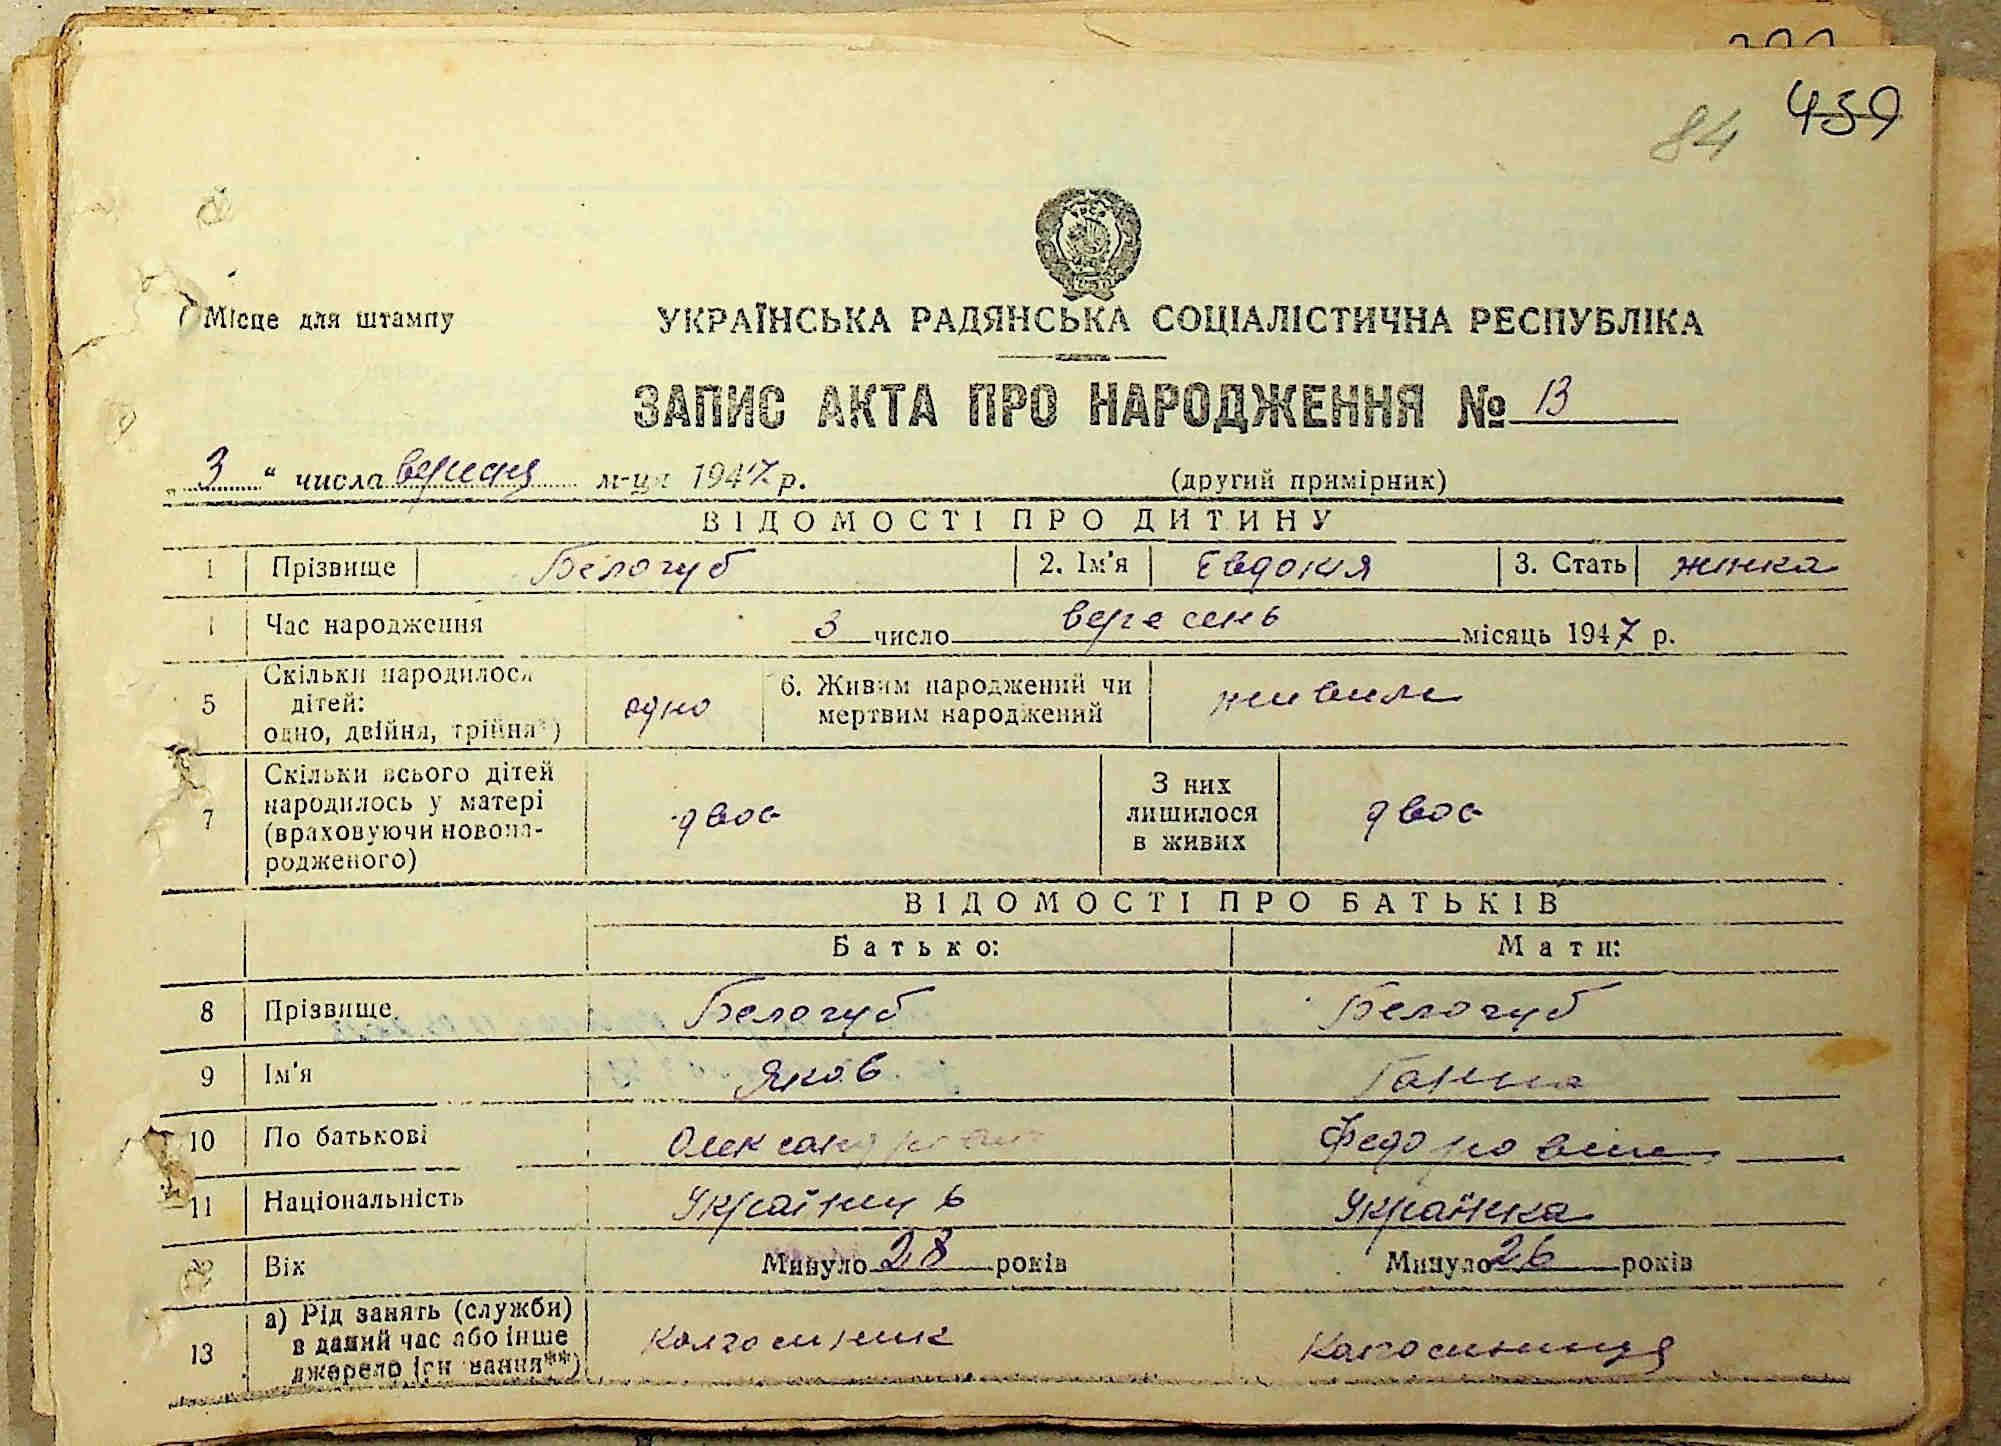 459
84
Місце для штампу
УКРАЇНСЬКА РАДЯНСЬКА СОЦІАЛІСТИЧНА РЕСПУБЛІКА
ЗАПИС АКТА ПРО НАРОДЖЕННЯ № 13
„3“ числа вересня м-ця 1947 р. (другий примірник)
ВІДОМОСТІ ПРО ДИТИНУ
1 Прізвище Белогуб 2. Ім'я Евдокия 3. Стать жинка
Час народження 3 число вересень місяць 1947 р.
5 Скільки народилося дітей: одно, двійня, трійня*) одно 6. Живим народжений чи мертвим народжений живим
7 Скільки всього дітей народилось у матері (враховуючи новонародженого) двое З них лишилося в живих двое
ВІДОМОСТІ ПРО БАТЬКІВ
Батько: Мати:
8 Прізвище Белогуб Белогуб
9 Ім'я Яков Ганна
10 По батькові Олександрович Федоровна
11 Національність Українець Українка
Вік Минуло 28 років Минуло 26 років
13 а) Рід занять (служби) в даний час або інше джерело існування**) Колгоспник Колгоспниця